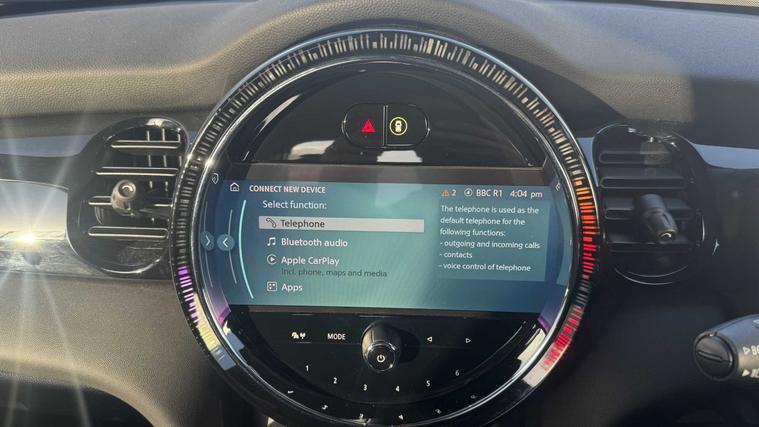 CONNECT NEW DEVICE
2 BBC R1 4:04 pm
Select function:
Telephone
Bluetooth audio
Apple CarPlay
Incl. phone, maps and media
Apps
The telephone is used as the
default telephone for the
following functions:
- outgoing and incoming calls
- contacts
- voice control of telephone
MODE
1 2 3 4 5 6